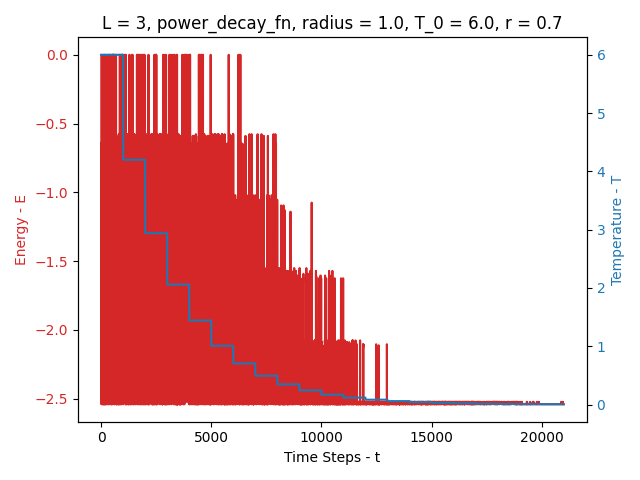 L = 3, power_decay_fn, radius = 1.0, T_0 = 6.0, r = 0.7
0.0
−0.5
−1.0
−1.5
−2.0
−2.5
Energy - E
6
5
4
3
2
1
0
Temperature - T
0 5000 10000 15000 20000
Time Steps - t